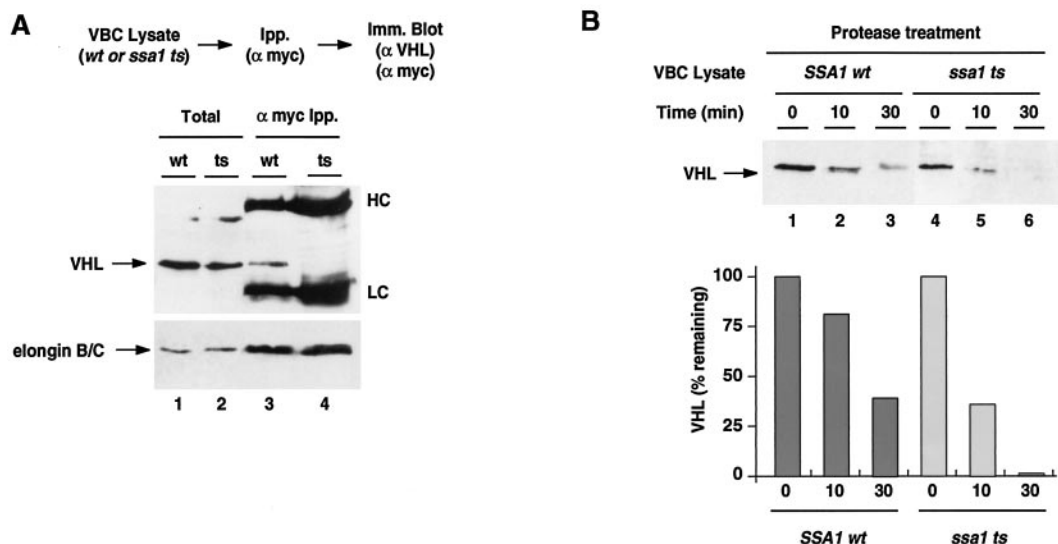 A
VBC Lysate
(wt or ssa1 ts)
Ipp.
(α myc)
Imm. Blot
(α VHL)
(α myc)
Total
α myc Ipp.
wt ts wt ts
HC
VHL
LC
elongin B/C
1 2 3 4
B
Protease treatment
VBC Lysate SSA1 wt ssa1 ts
Time (min) 0 10 30 0 10 30
VHL
1 2 3 4 5 6
VHL (% remaining)
100
75
50
25
0
0 10 30 0 10 30
SSA1 wt ssa1 ts